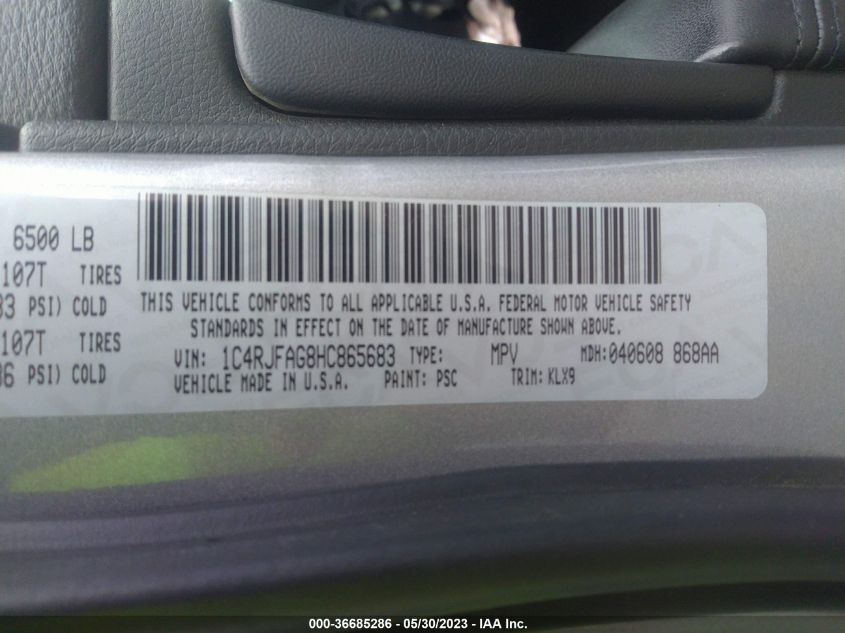 6500 LB
107T TIRES
PSI) COLD
107T TIRES
PSI) COLD
THIS VEHICLE CONFORMS TO ALL APPLICABLE U.S.A. FEDERAL MOTOR VEHICLE SAFETY
STANDARDS IN EFFECT ON THE DATE OF MANUFACTURE SHOWN ABOVE.
VIN: 1C4RJFAG8HC865683 TYPE: MPV MDH:040608 868AA
VEHICLE MADE IN U.S.A. PAINT: PSC TRIM: KLX9
000-36685286 - 05/30/2023 - IAA Inc.